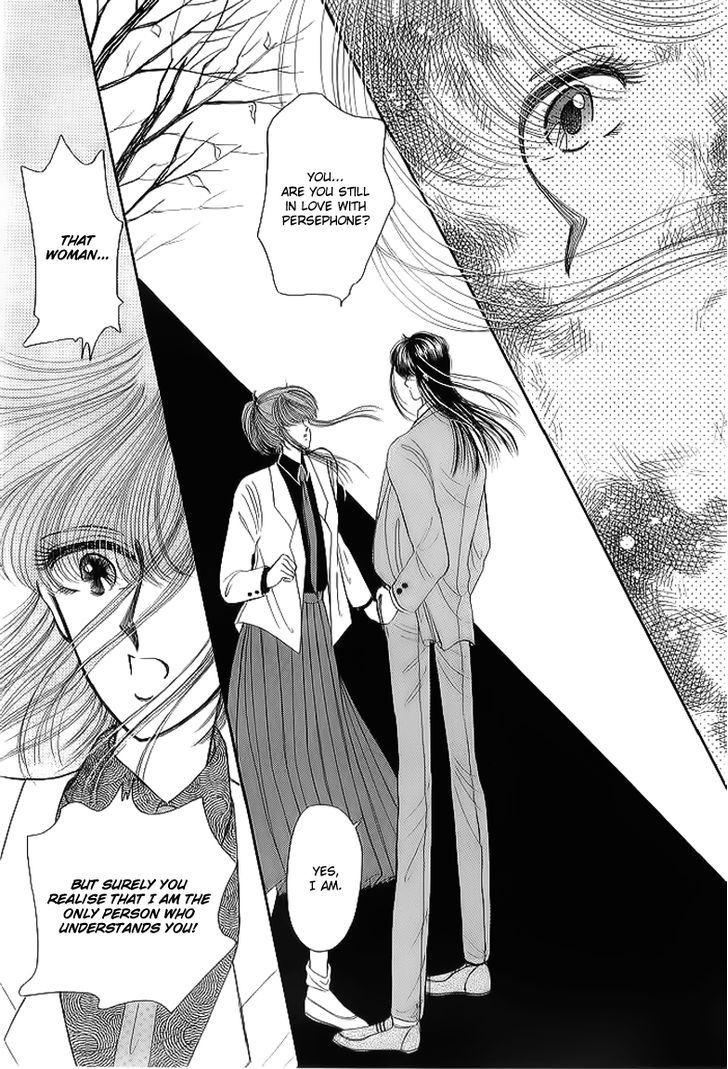 YOU...
ARE YOU STILL
IN LOVE WITH
PERSEPHONE?
YES,
I AM.
THAT
WOMAN...
BUT SURELY YOU
REALISE THAT I AM THE
ONLY PERSON WHO
UNDERSTANDS YOU!